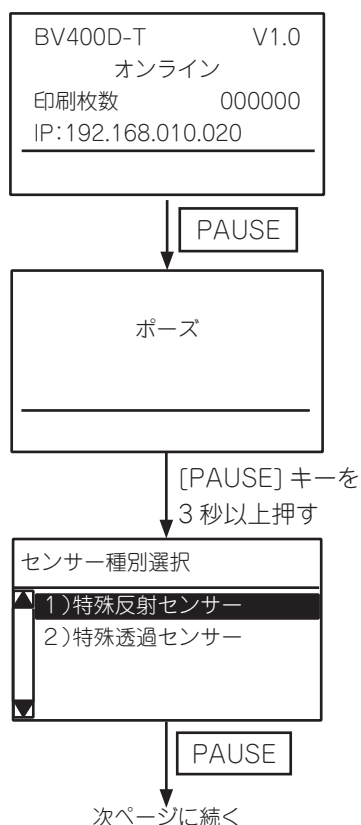 BV400D-T V1.0
オンライン
印刷枚数 000000
IP:192.168.010.020
PAUSE
ポーズ
[PAUSE] キーを
3 秒以上押す
センサー種別選択
1)特殊反射センサー
2)特殊透過センサー
PAUSE
次ページに続く